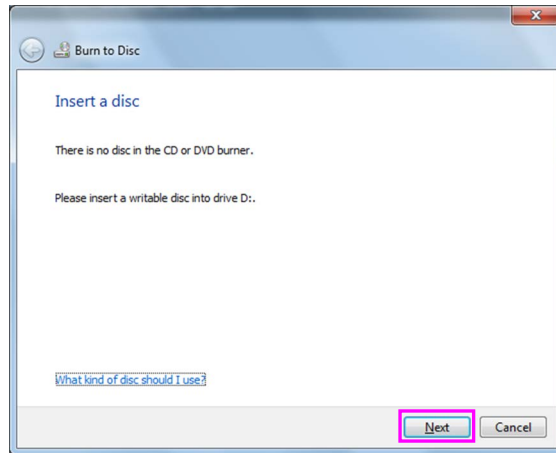 Burn to Disc
Insert a disc
There is no disc in the CD or DVD burner.
Please insert a writable disc into drive D:.
What kind of disc should I use?
Next
Cancel